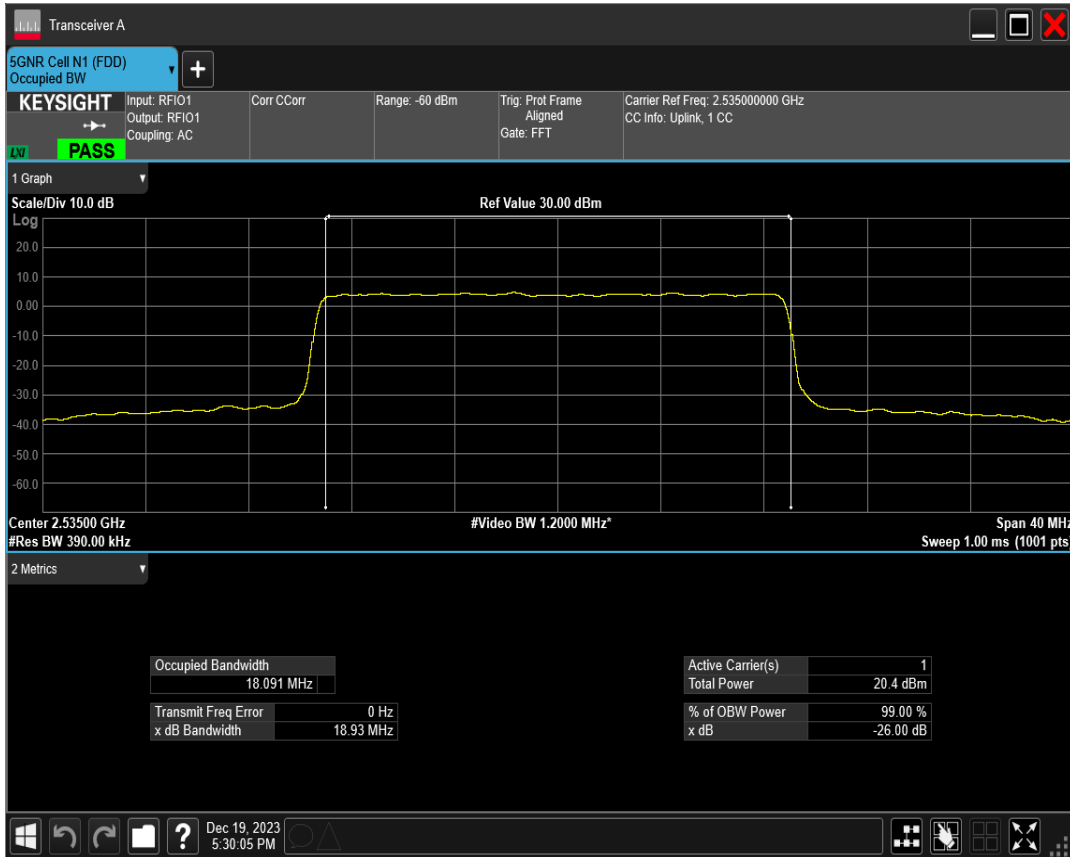 Transceiver A
5GNR Cell N1 (FDD)
Occupied BW
+
KEYSIGHT
LXI
PASS
Input: RFIO1
Output: RFIO1
Coupling: AC
Corr CCorr
Range: -60 dBm
Trig: Prot Frame
Aligned
Gate: FFT
Carrier Ref Freq: 2.535000000 GHz
CC Info: Uplink, 1 CC
1 Graph
Scale/Div 10.0 dB
Ref Value 30.00 dBm
Log
20.0
10.0
0.00
-10.0
-20.0
-30.0
-40.0
-50.0
-60.0
Center 2.53500 GHz
#Video BW 1.2000 MHz*
Span 40 MHz
#Res BW 390.00 kHz
Sweep 1.00 ms (1001 pts)
2 Metrics
Occupied Bandwidth
18.091 MHz
Transmit Freq Error 0 Hz
x dB Bandwidth 18.93 MHz
Active Carrier(s) 1
Total Power 20.4 dBm
% of OBW Power 99.00 %
x dB -26.00 dB
?
Dec 19, 2023
5:30:05 PM